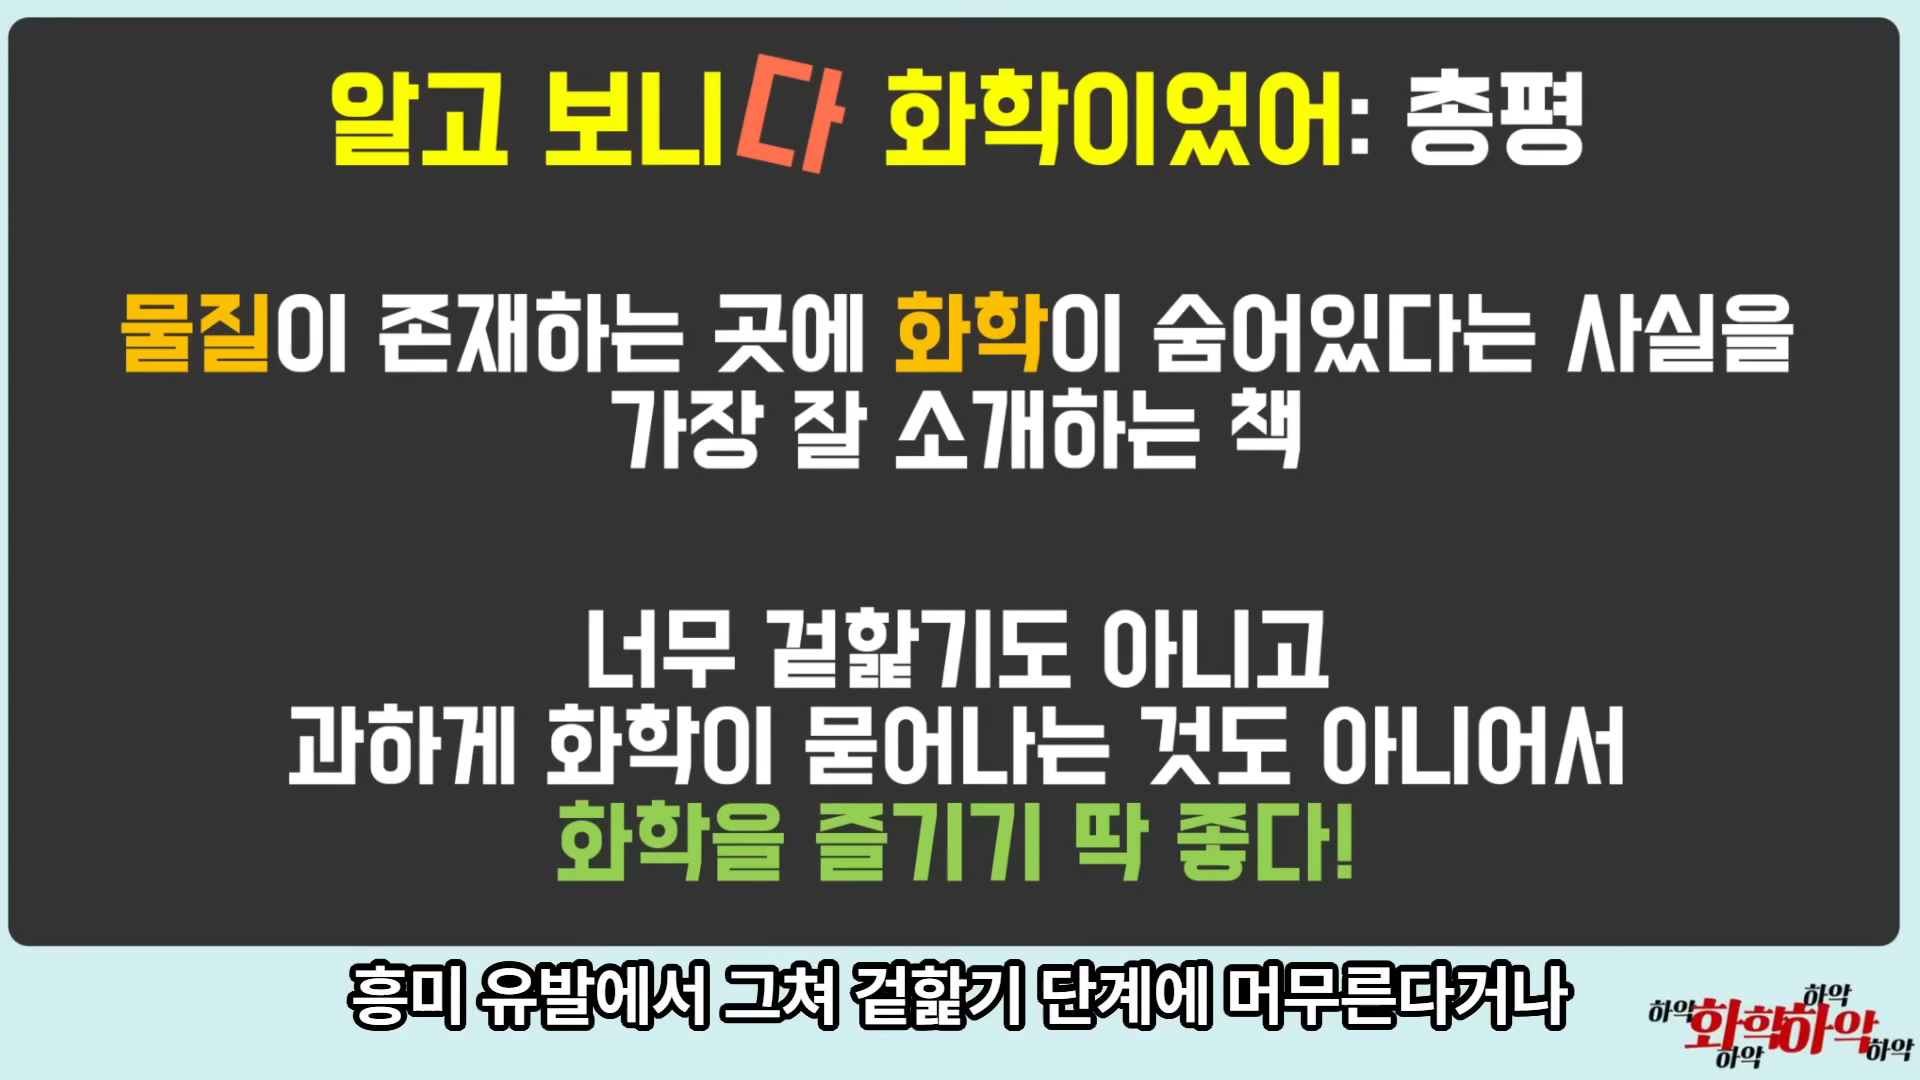 알고 보니다 화학이었어: 총평
물질이 존재하는 곳에 화학이 숨어있다는 사실을
가장 잘 소개하는 책
너무 겉핥기도 아니고
과하게 화학이 묻어나는 것도 아니어서
화학을 즐기기 딱 좋다!
흥미 유발에서 그쳐 겉핥기 단계에 머무른다거나
하약
하약
화학하약
하약
하약